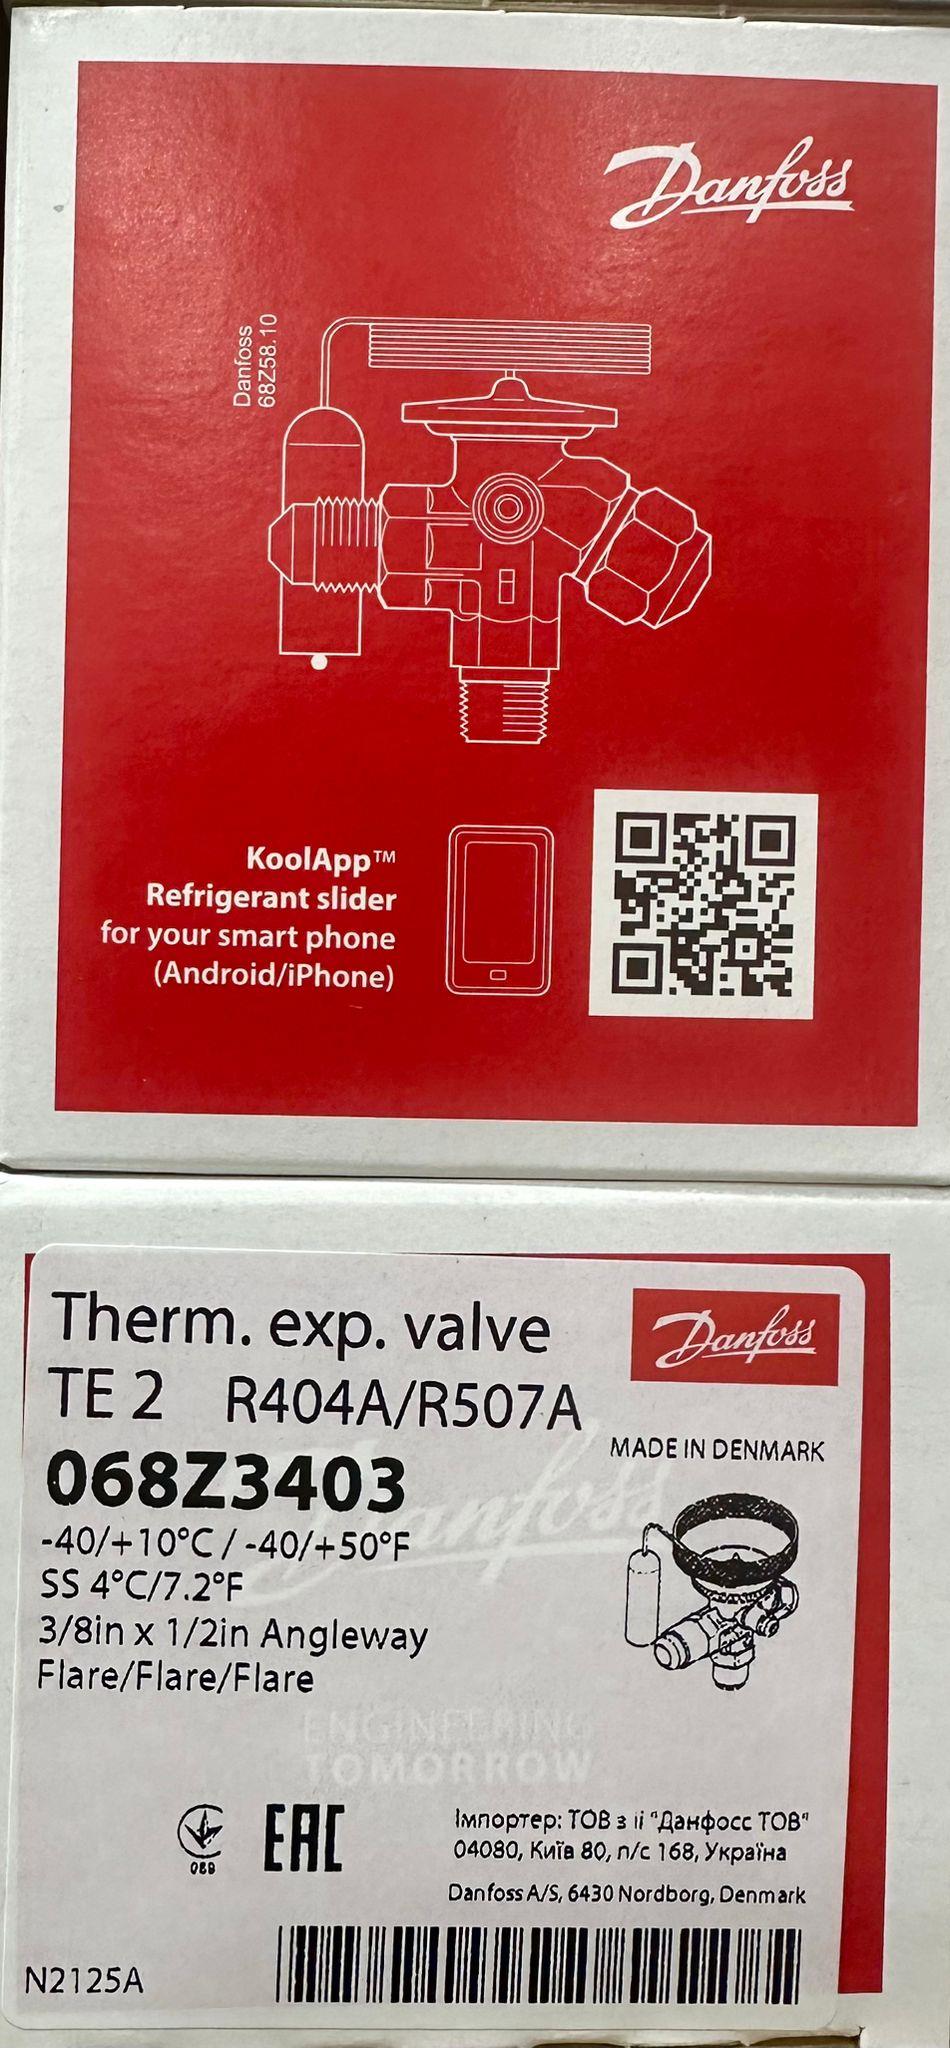 Danfoss
Danfoss
68Z58.10
KoolApp™
Refrigerant slider
for your smart phone
(Android/iPhone)
Therm. exp. valve
Danfoss
TE 2 R404A/R507A
MADE IN DENMARK
068Z3403
Danfoss
-40/+10°C / -40/+50°F
SS 4°C/7.2°F
3/8in x 1/2in Angleway
Flare/Flare/Flare
ENGINEERING
TOMORROW
EAC
Імпортер: ТОВ з іі "Данфосс ТОВ"
04080, Київ 80, п/с 168, Україна
Danfoss A/S, 6430 Nordborg, Denmark
N2125A